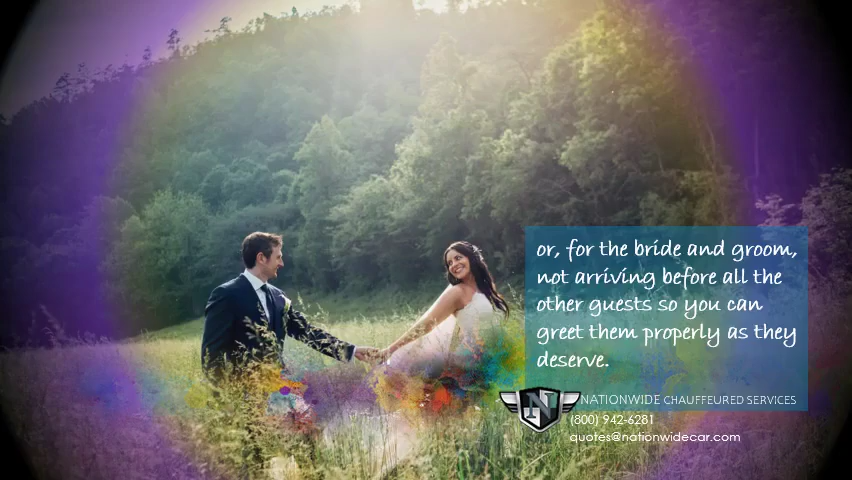 or, for the bride and groom,
not arriving before all the
other guests so you can
greet them properly as they
deserve.
N
NATIONWIDE CHAUFFEURED SERVICES
(800) 942-6281
quotes@nationwidecar.com